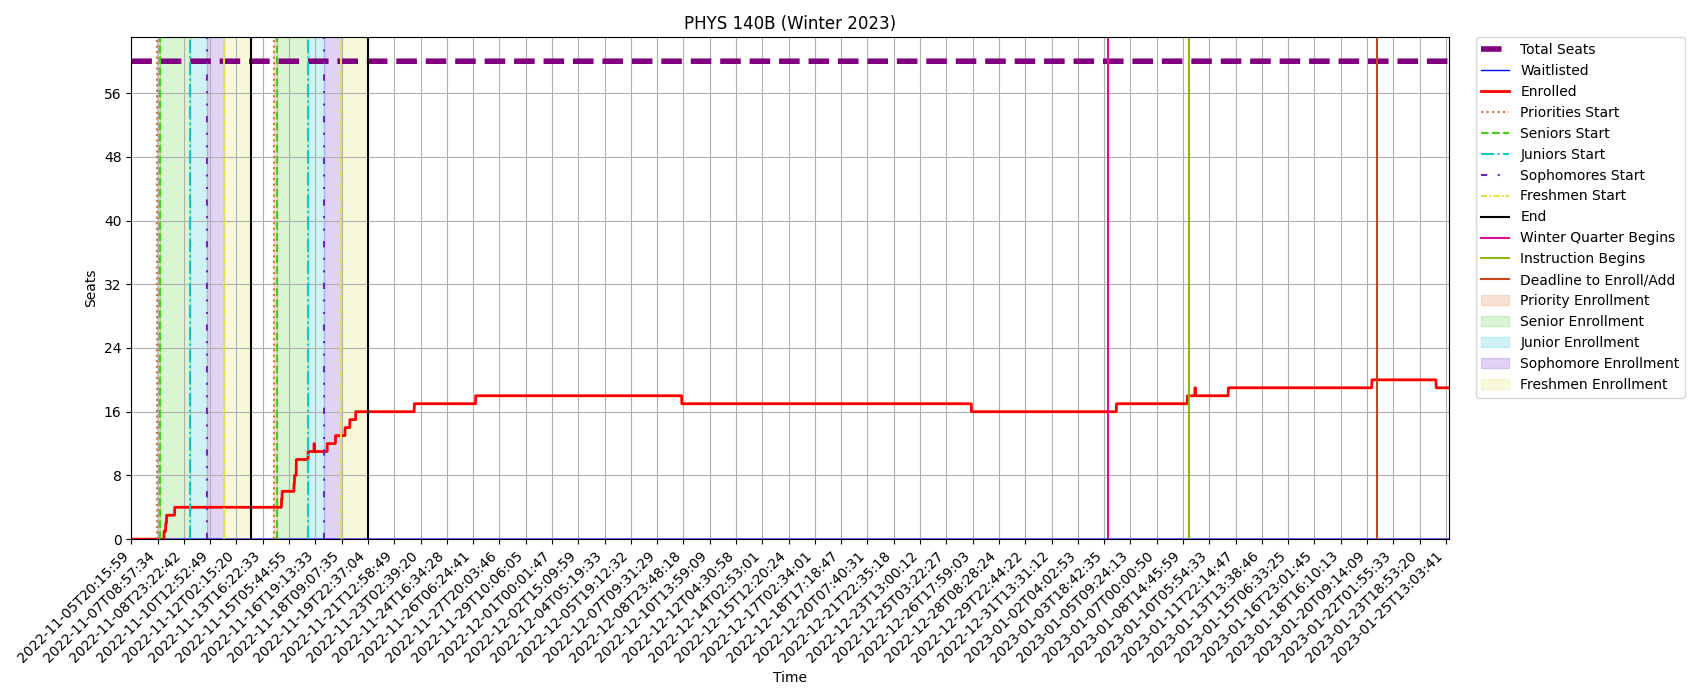 PHYS 140B (Winter 2023)
Seats
56
48
40
32
24
16
8
0
2022-11-05T20:15:59
2022-11-07T08:57:34
2022-11-08T23:22:42
2022-11-10T12:52:49
2022-11-12T02:15:20
2022-11-13T16:22:33
2022-11-15T05:44:55
2022-11-16T19:13:33
2022-11-18T09:07:35
2022-11-19T22:37:04
2022-11-21T12:58:49
2022-11-23T02:39:20
2022-11-24T16:34:28
2022-11-26T06:24:41
2022-11-27T20:03:46
2022-11-29T10:06:05
2022-12-01T00:01:47
2022-12-02T15:09:59
2022-12-04T05:19:33
2022-12-05T19:12:32
2022-12-07T09:31:29
2022-12-08T23:48:18
2022-12-10T13:59:09
2022-12-12T04:30:58
2022-12-14T02:53:01
2022-12-15T12:20:24
2022-12-17T02:34:01
2022-12-18T17:18:47
2022-12-20T07:40:31
2022-12-21T22:35:18
2022-12-23T13:00:12
2022-12-25T03:22:27
2022-12-26T17:59:03
2022-12-28T08:28:24
2022-12-29T22:44:22
2022-12-31T13:31:12
2023-01-02T04:02:53
2023-01-03T18:42:35
2023-01-05T09:24:13
2023-01-07T00:00:50
2023-01-08T14:45:59
2023-01-10T05:54:33
2023-01-11T22:14:47
2023-01-13T13:38:46
2023-01-15T06:33:25
2023-01-16T23:01:45
2023-01-18T16:10:13
2023-01-20T09:14:09
2023-01-22T01:55:33
2023-01-23T18:53:20
2023-01-25T13:03:41
Time
Total Seats
Waitlisted
Enrolled
Priorities Start
Seniors Start
Juniors Start
Sophomores Start
Freshmen Start
End
Winter Quarter Begins
Instruction Begins
Deadline to Enroll/Add
Priority Enrollment
Senior Enrollment
Junior Enrollment
Sophomore Enrollment
Freshmen Enrollment